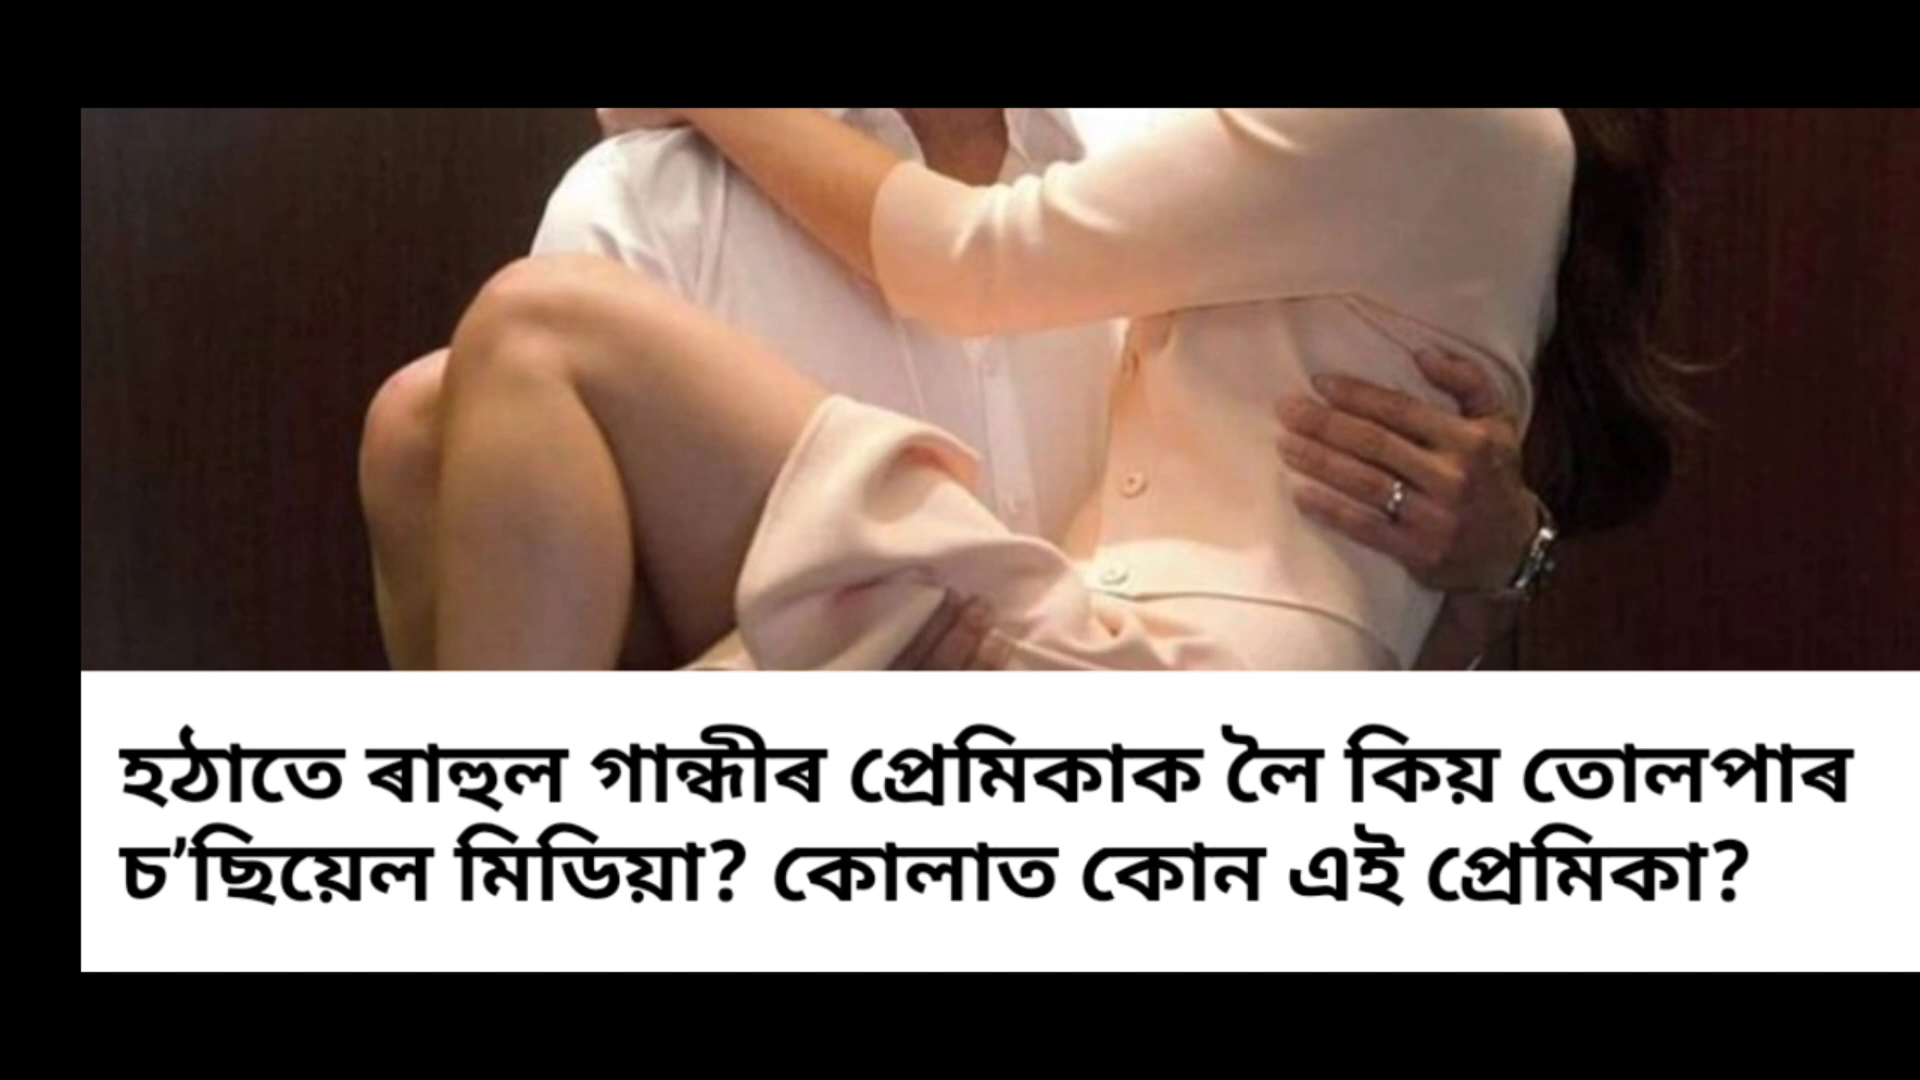 হঠাতে ৰাহুল গান্ধীৰ প্ৰেমিকাক লৈ কিয় তোলপাৰ
চ’ছিয়েল মিডিয়া? কোলাত কোন এই প্ৰেমিকা?